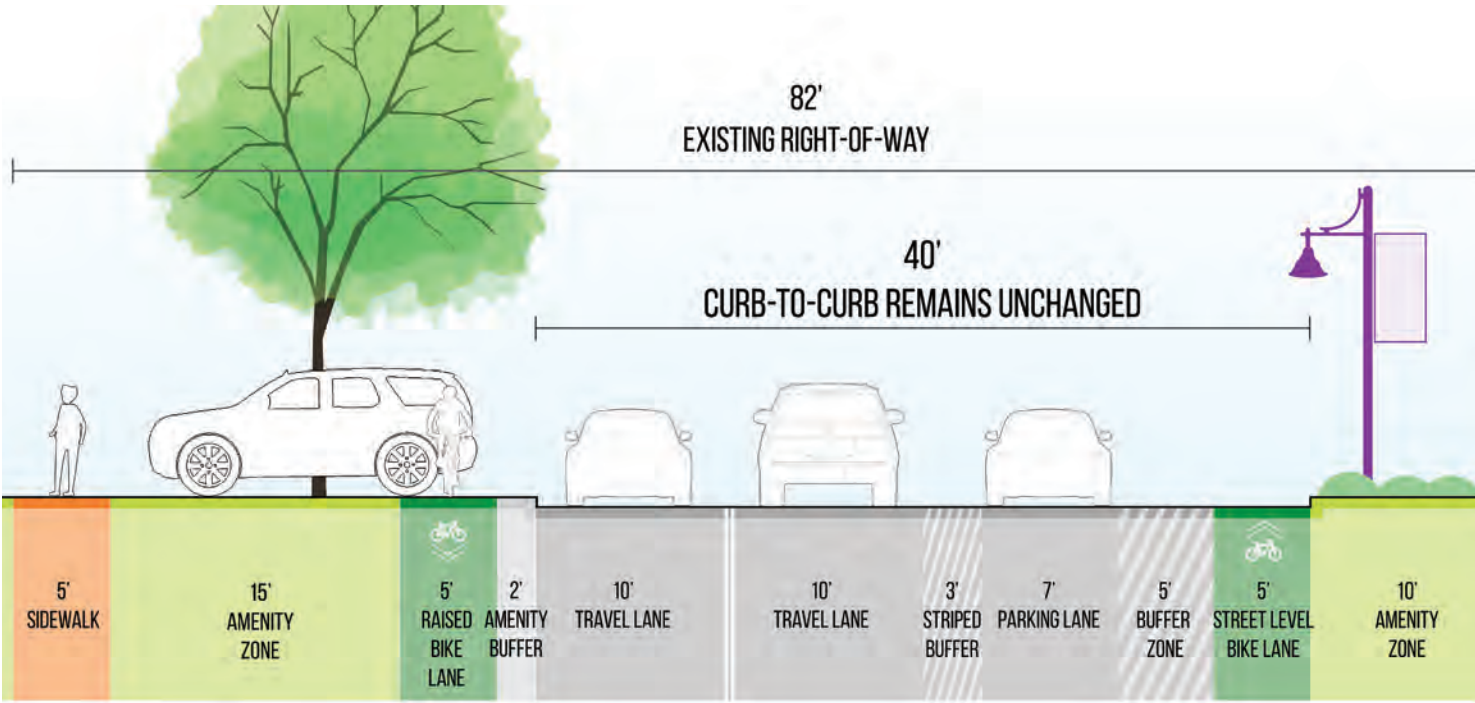 82'
EXISTING RIGHT-OF-WAY
40'
CURB-TO-CURB REMAINS UNCHANGED
5'
SIDEWALK
15'
AMENITY
ZONE
5'
RAISED
BIKE
LANE
2'
AMENITY
BUFFER
10'
TRAVEL LANE
10'
TRAVEL LANE
3'
STRIPED
BUFFER
7'
PARKING LANE
5'
BUFFER
ZONE
5'
STREET LEVEL
BIKE LANE
10'
AMENITY
ZONE